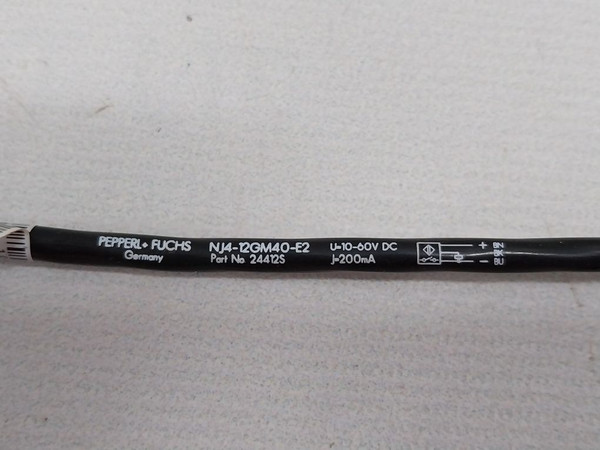 PEPPERL+ FUCHS
Germany
NJ4-12GM40-E2
Part No 24412S
U=10-60V DC
J=200mA
+ BN
BK
- BU